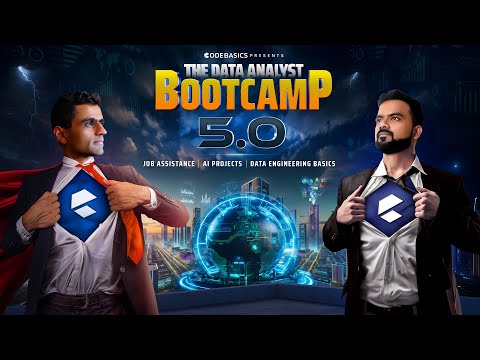 CODEBASICS PRESENTS
THE DATA ANALYST
BOOTCAMP
5.0
JOB ASSISTANCE | AI PROJECTS | DATA ENGINEERING BASICS